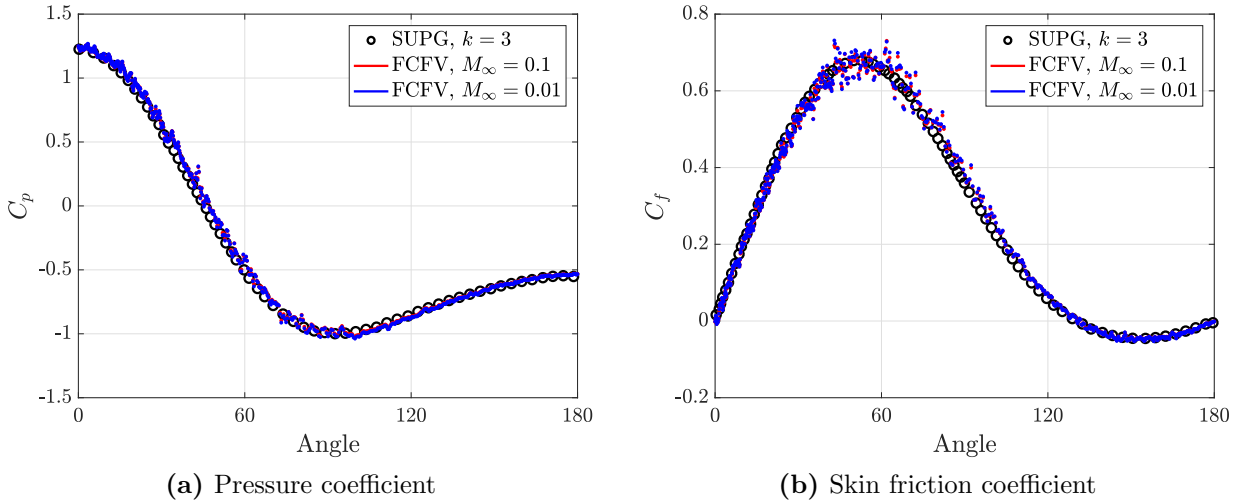 1.5
1
0.5
0
-0.5
-1
-1.5
C_p
0
60
120
180
Angle
SUPG, k = 3
FCFV, M_∞ = 0.1
FCFV, M_∞ = 0.01
(a) Pressure coefficient
0.8
0.6
0.4
0.2
0
-0.2
C_f
0
60
120
180
Angle
SUPG, k = 3
FCFV, M_∞ = 0.1
FCFV, M_∞ = 0.01
(b) Skin friction coefficient